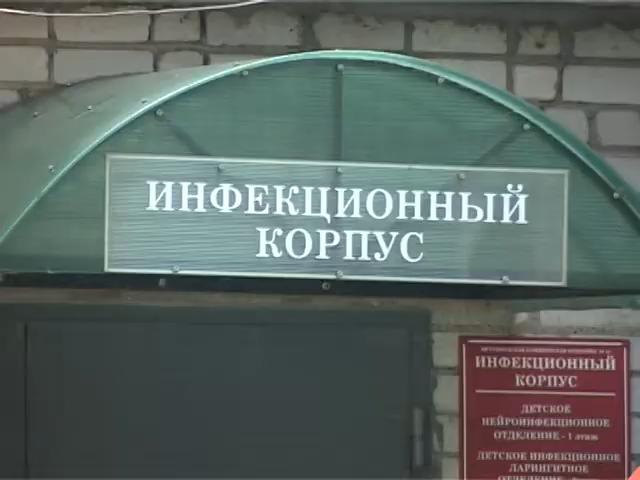 ИНФЕКЦИОННЫЙ
КОРПУС
ИНФЕКЦИОННЫЙ
КОРПУС
ДЕТСКОЕ
НЕЙРОИНФЕКЦИОННОЕ
ОТДЕЛЕНИЕ - 1 этаж
ДЕТСКОЕ ИНФЕКЦИОННОЕ
ЛАРИНГИТНОЕ